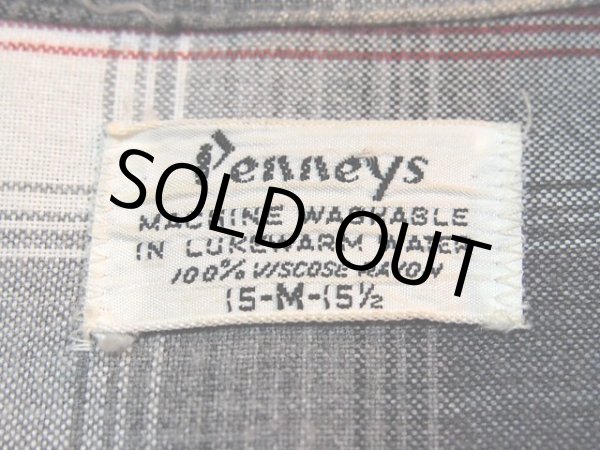 Penneys
MACHINE WASHABLE
IN LUKEWARM WATER
100% VISCOSE RAYON
15-M-15½
SOLD OUT